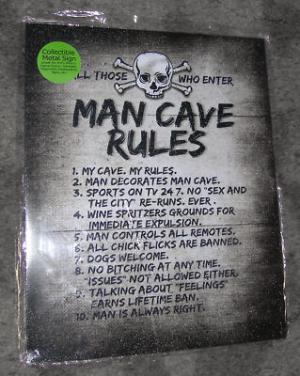 Collectible
Metal Sign
ALL THOSE WHO ENTER
MAN CAVE
RULES
1. MY CAVE. MY RULES.
2. MAN DECORATES MAN CAVE.
3. SPORTS ON TV 24 7. NO "SEX AND
THE CITY" RE-RUNS. EVER.
4. WINE SPRITZERS GROUNDS FOR
IMMEDIATE EXPULSION.
5. MAN CONTROLS ALL REMOTES.
6. ALL CHICK FLICKS ARE BANNED.
7. DOGS WELCOME.
8. NO BITCHING AT ANY TIME.
"ISSUES" NOT ALLOWED EITHER.
9. TALKING ABOUT "FEELINGS"
EARNS LIFETIME BAN.
10. MAN IS ALWAYS RIGHT.